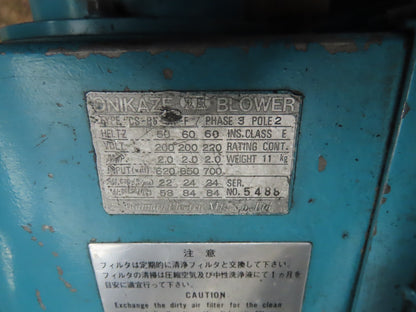 ONIKAZE BLOWER
TYPE PHASE 3 POLE 2
HELTZ 50 60 60 INS.CLASS E
VOLT 200 200 220 RATING CONT.
AMP. 2.0 2.0 2.0 WEIGHT 11 kg
INPUT 620 850 700
22 24 24 SER.
58 84 84 NO. 5486
注 意
フィルタは定期的に清浄フィルタと交換して下さい。
フィルタの清掃は圧縮空気及び中性洗浄液にて1ヵ月を
目安に適宜行って下さい。
CAUTION
Exchange the dirty air filter for the clean